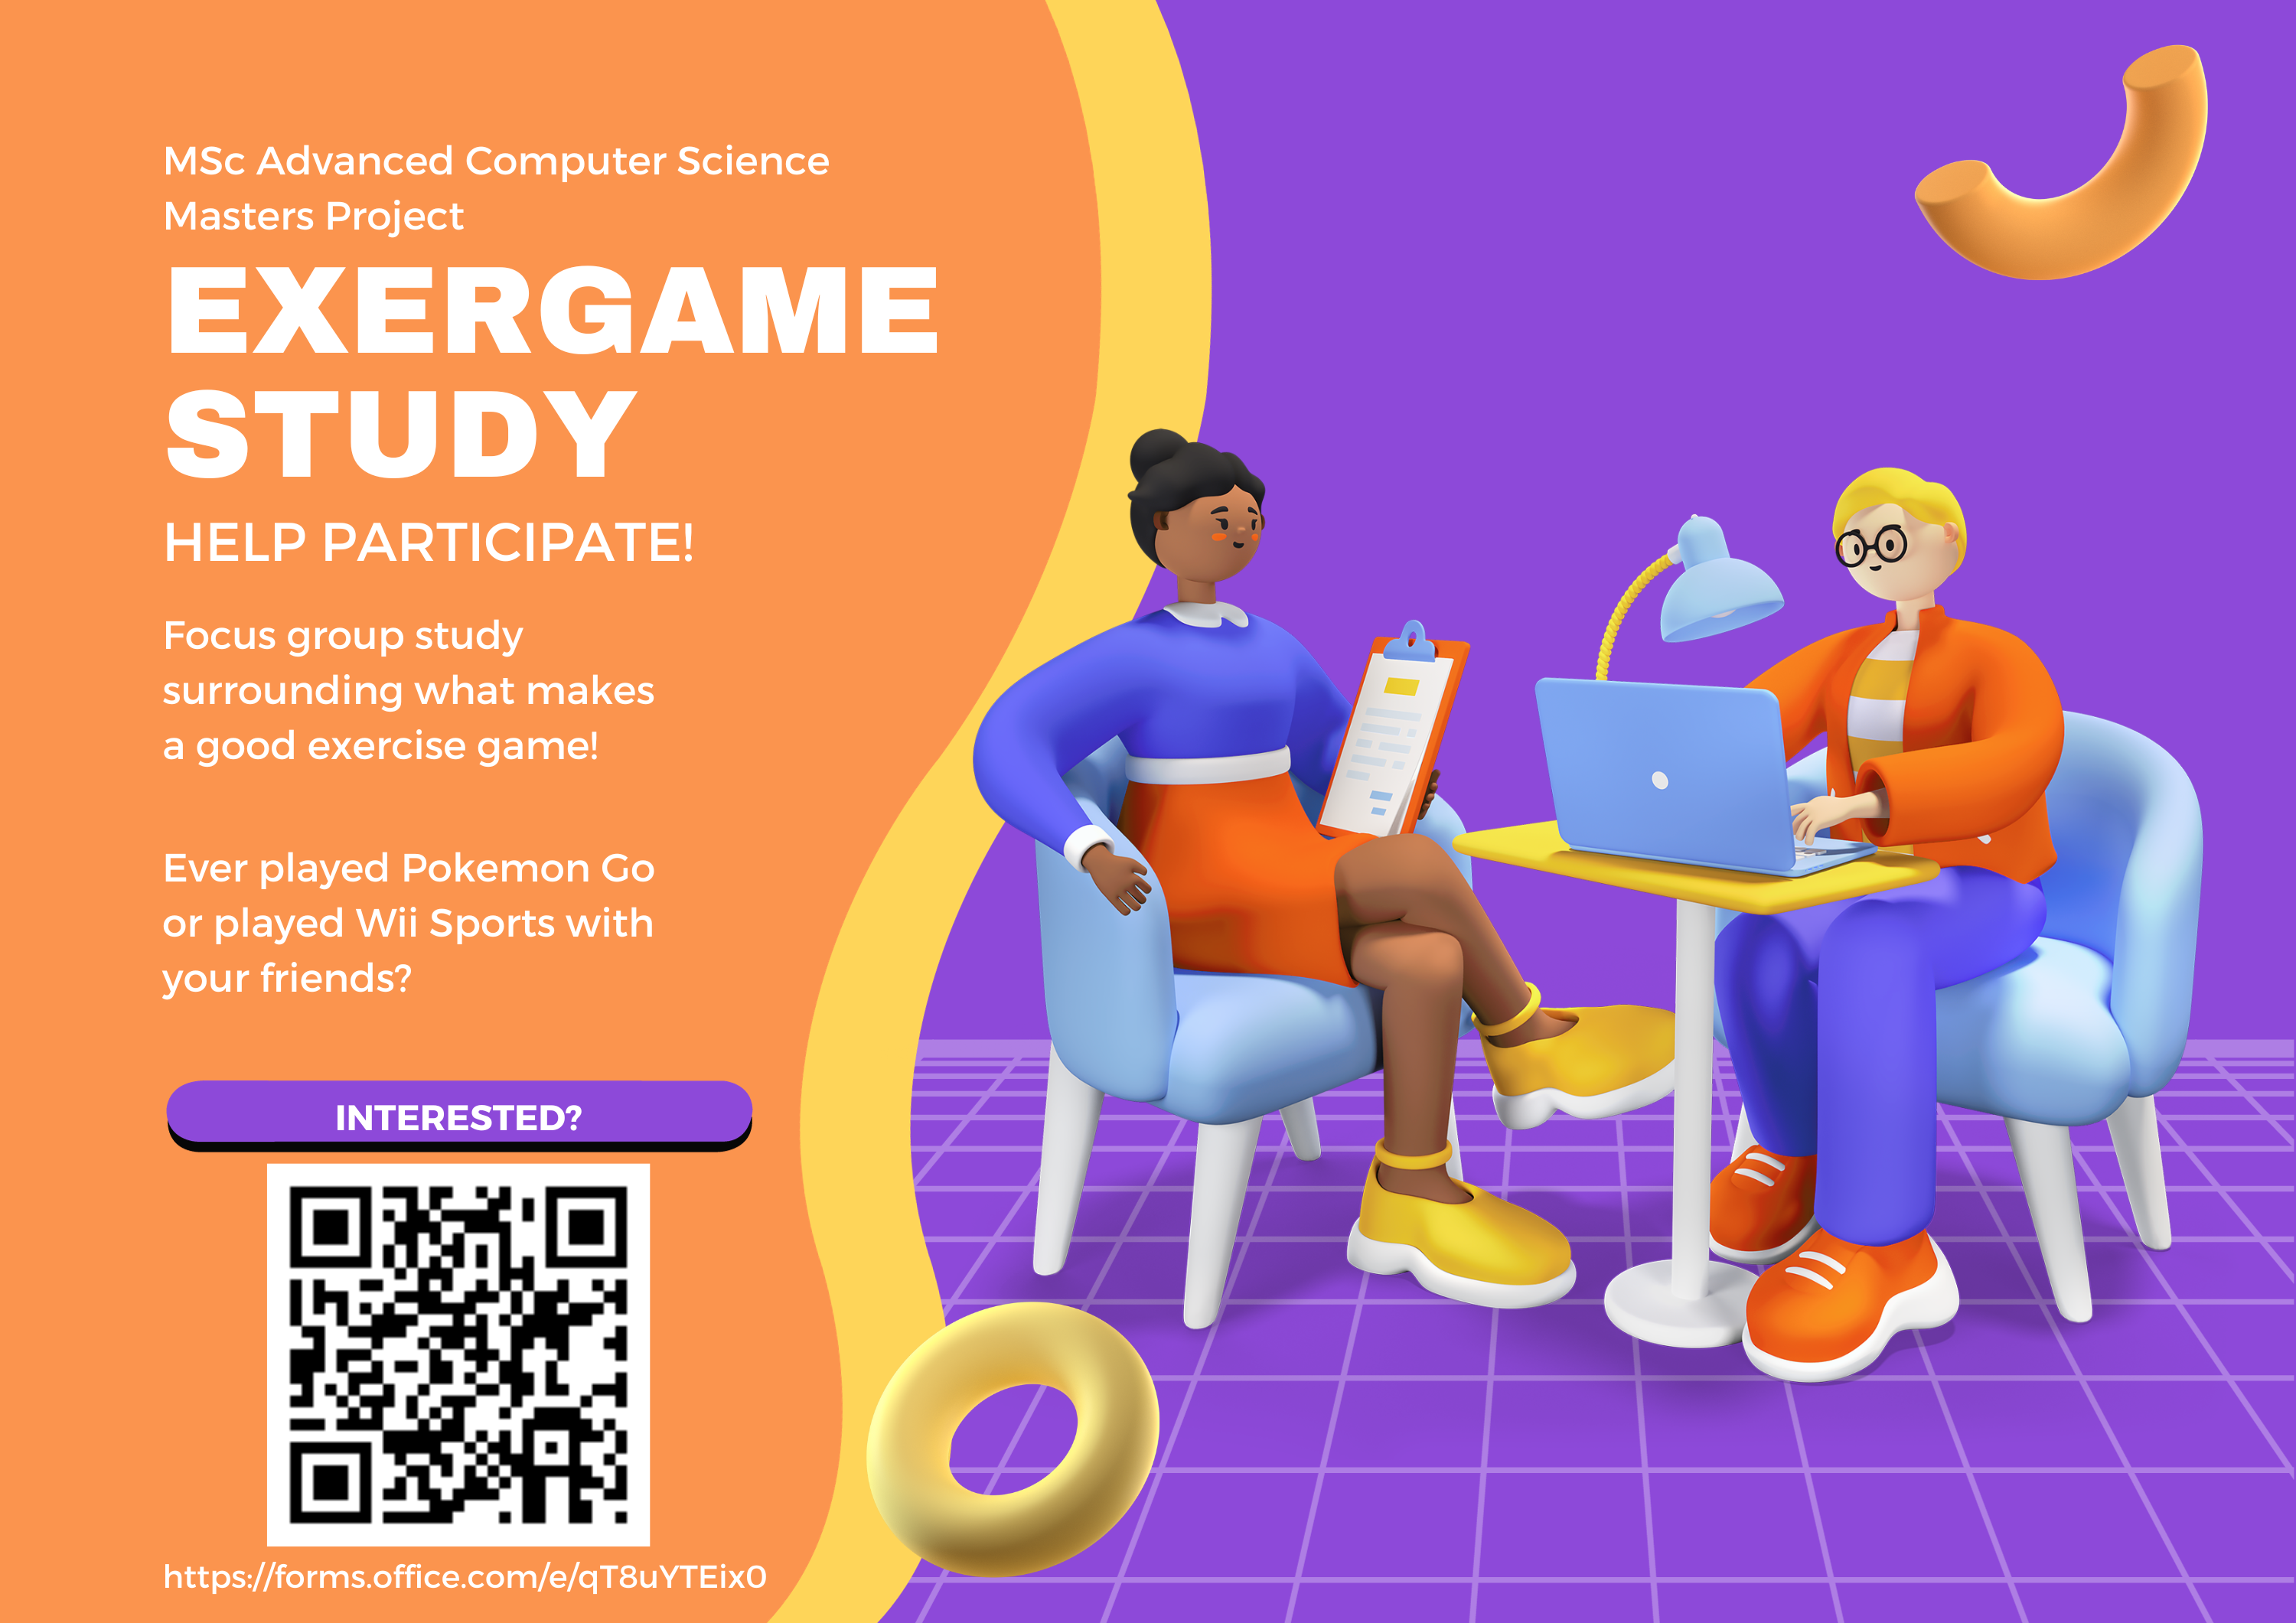 MSc Advanced Computer Science
Masters Project
EXERGAME
STUDY
HELP PARTICIPATE!
Focus group study
surrounding what makes
a good exercise game!
Ever played Pokemon Go
or played Wii Sports with
your friends?
INTERESTED?
https://forms.office.com/e/qT8uYTEix0